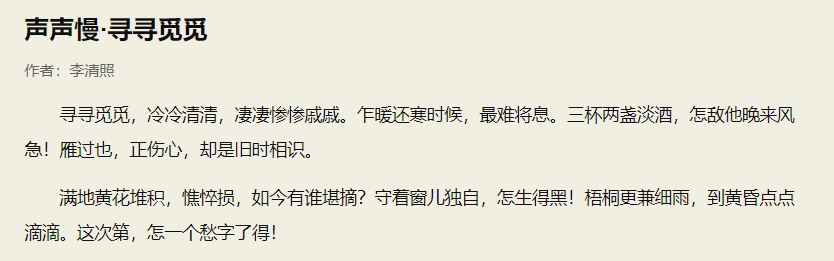 声声慢·寻寻觅觅
作者：李清照
寻寻觅觅，冷冷清清，凄凄惨惨戚戚。乍暖还寒时候，最难将息。三杯两盏淡酒，怎敌他晚来风
急！雁过也，正伤心，却是旧时相识。
满地黄花堆积，憔悴损，如今有谁堪摘？守着窗儿独自，怎生得黑！梧桐更兼细雨，到黄昏点点
滴滴。这次第，怎一个愁字了得！